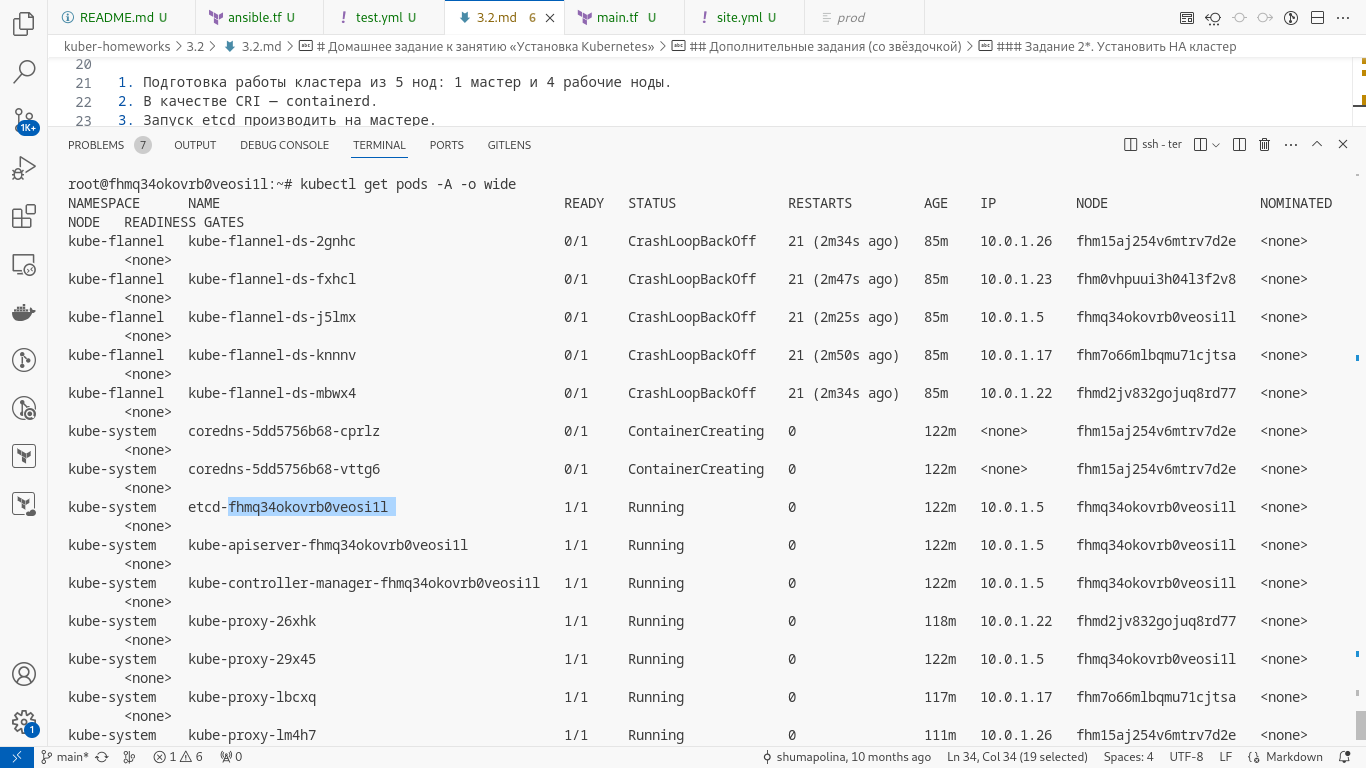 README.md U ansible.tf U test.yml U 3.2.md 6 main.tf U site.yml U prod
kuber-homeworks > 3.2 > 3.2.md > # Домашнее задание к занятию «Установка Kubernetes» > ## Дополнительные задания (со звёздочкой) > ### Задание 2*. Установить HA кластер
20
21 1. Подготовка работы кластера из 5 нод: 1 мастер и 4 рабочие ноды.
22 2. В качестве CRI — containerd.
23 3. Запуск etcd производить на мастере.
1K+
PROBLEMS 7 OUTPUT DEBUG CONSOLE TERMINAL PORTS GITLENS ssh - ter
root@fhmq34okovrb0veosi1l:~# kubectl get pods -A -o wide
NAMESPACE NAME READY STATUS RESTARTS AGE IP NODE NOMINATED
NODE READINESS GATES
kube-flannel kube-flannel-ds-2gnhc 0/1 CrashLoopBackOff 21 (2m34s ago) 85m 10.0.1.26 fhm15aj254v6mtrv7d2e <none>
<none>
kube-flannel kube-flannel-ds-fxhcl 0/1 CrashLoopBackOff 21 (2m47s ago) 85m 10.0.1.23 fhm0vhpuui3h04l3f2v8 <none>
<none>
kube-flannel kube-flannel-ds-j5lmx 0/1 CrashLoopBackOff 21 (2m25s ago) 85m 10.0.1.5 fhmq34okovrb0veosi1l <none>
<none>
kube-flannel kube-flannel-ds-knnnv 0/1 CrashLoopBackOff 21 (2m50s ago) 85m 10.0.1.17 fhm7o66mlbqmu71cjtsa <none>
<none>
kube-flannel kube-flannel-ds-mbwx4 0/1 CrashLoopBackOff 21 (2m34s ago) 85m 10.0.1.22 fhmd2jv832gojuq8rd77 <none>
<none>
kube-system coredns-5dd5756b68-cprlz 0/1 ContainerCreating 0 122m <none> fhm15aj254v6mtrv7d2e <none>
<none>
kube-system coredns-5dd5756b68-vttg6 0/1 ContainerCreating 0 122m <none> fhm15aj254v6mtrv7d2e <none>
<none>
kube-system etcd-fhmq34okovrb0veosi1l 1/1 Running 0 122m 10.0.1.5 fhmq34okovrb0veosi1l <none>
<none>
kube-system kube-apiserver-fhmq34okovrb0veosi1l 1/1 Running 0 122m 10.0.1.5 fhmq34okovrb0veosi1l <none>
<none>
kube-system kube-controller-manager-fhmq34okovrb0veosi1l 1/1 Running 0 122m 10.0.1.5 fhmq34okovrb0veosi1l <none>
<none>
kube-system kube-proxy-26xhk 1/1 Running 0 118m 10.0.1.22 fhmd2jv832gojuq8rd77 <none>
<none>
kube-system kube-proxy-29x45 1/1 Running 0 122m 10.0.1.5 fhmq34okovrb0veosi1l <none>
<none>
kube-system kube-proxy-lbcxq 1/1 Running 0 117m 10.0.1.17 fhm7o66mlbqmu71cjtsa <none>
<none>
kube-system kube-proxy-lm4h7 1/1 Running 0 111m 10.0.1.26 fhm15aj254v6mtrv7d2e <none>
1
main* 1 6 0 shumapolina, 10 months ago Ln 34, Col 34 (19 selected) Spaces: 4 UTF-8 LF Markdown